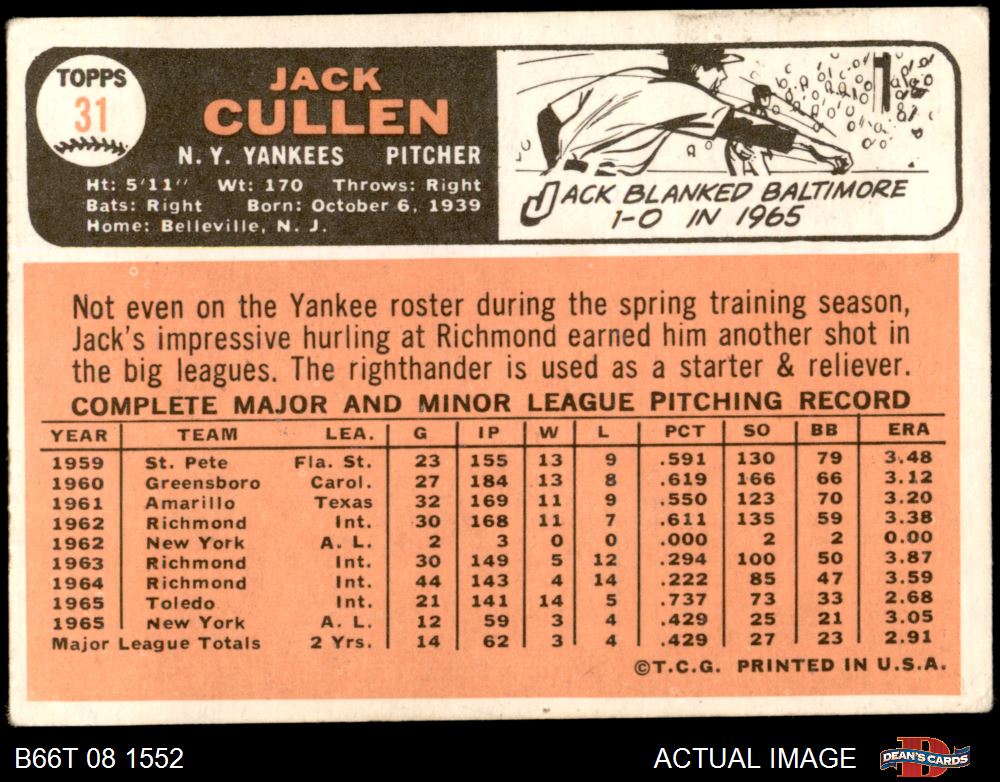 TOPPS
31
JACK
CULLEN
N. Y. YANKEES PITCHER
Ht: 5'11" Wt: 170 Throws: Right
Bats: Right Born: October 6, 1939
Home: Belleville, N. J.
JACK BLANKED BALTIMORE
1-0 IN 1965
Not even on the Yankee roster during the spring training season,
Jack's impressive hurling at Richmond earned him another shot in
the big leagues. The righthander is used as a starter & reliever.
COMPLETE MAJOR AND MINOR LEAGUE PITCHING RECORD
YEAR TEAM LEA. G IP W L PCT SO BB ERA
1959 St. Pete Fla. St. 23 155 13 9 .591 130 79 3.48
1960 Greensboro Carol. 27 184 13 8 .619 166 66 3.12
1961 Amarillo Texas 32 169 11 9 .550 123 70 3.20
1962 Richmond Int. 30 168 11 7 .611 135 59 3.38
1962 New York A. L. 2 3 0 0 .000 2 2 0.00
1963 Richmond Int. 30 149 5 12 .294 100 50 3.87
1964 Richmond Int. 44 143 4 14 .222 85 47 3.59
1965 Toledo Int. 21 141 14 5 .737 73 33 2.68
1965 New York A. L. 12 59 3 4 .429 25 21 3.05
Major League Totals 2 Yrs. 14 62 3 4 .429 27 23 2.91
©T.C.G. PRINTED IN U.S.A.
B66T 08 1552
ACTUAL IMAGE
DEAN'S CARDS